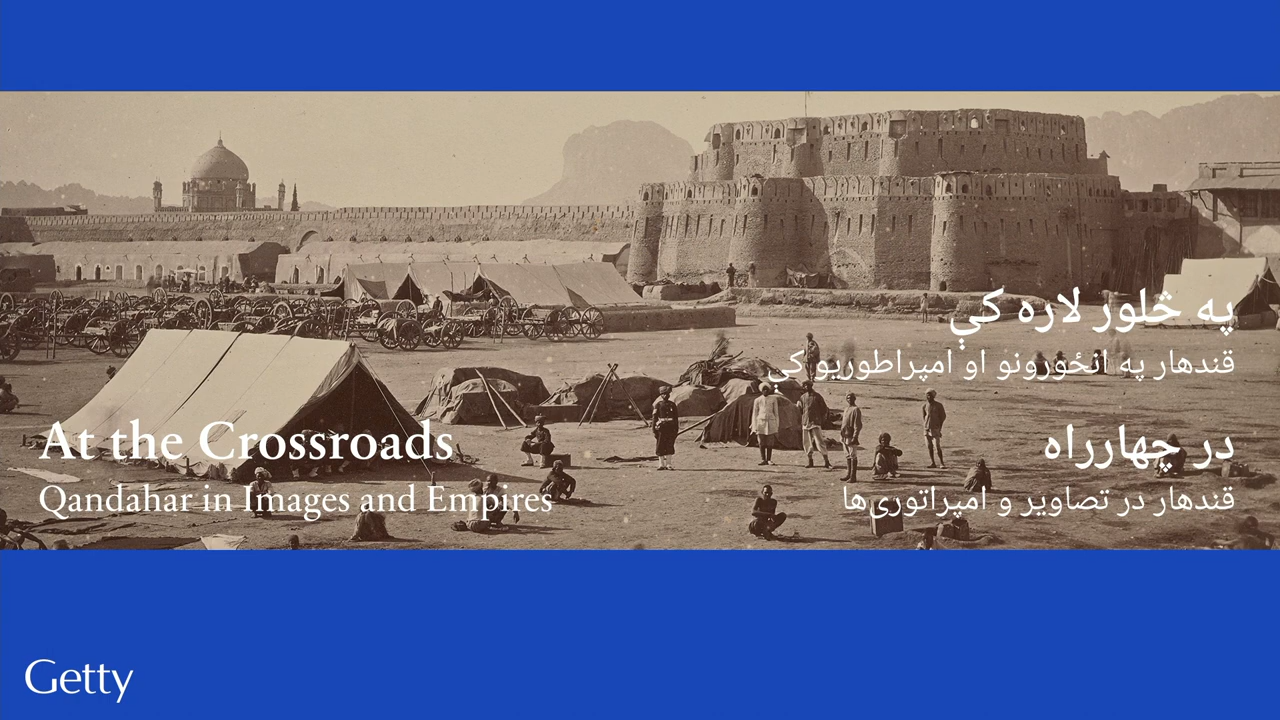 په څلور لاره کې
قندهار په انځورونو او امپراطوریو کې
At the Crossroads
Qandahar in Images and Empires
در چهارراه
قندهار در تصاویر و امپراتوری‌ها
Getty